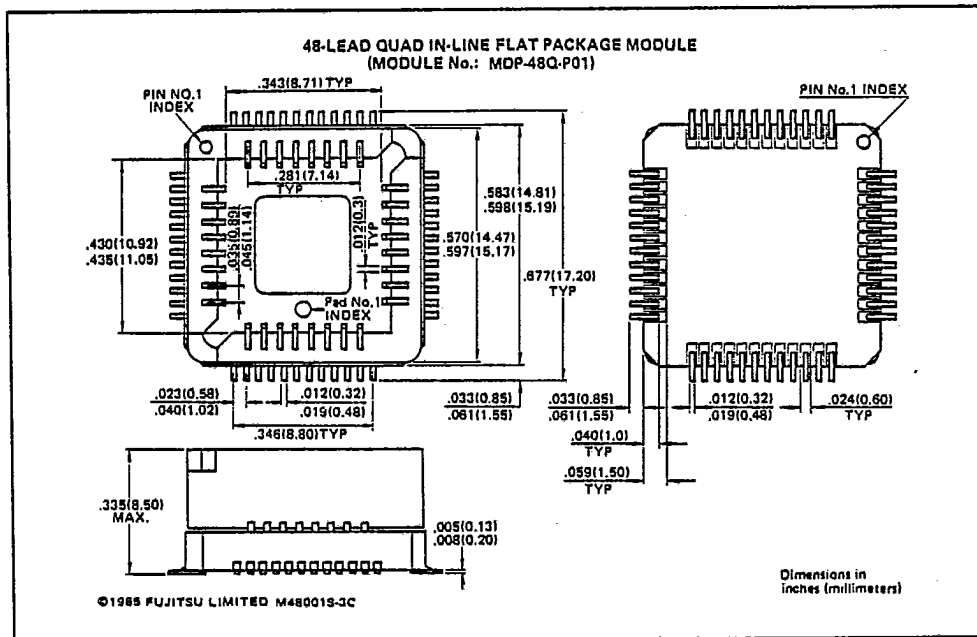 48-LEAD QUAD IN-LINE FLAT PACKAGE MODULE
(MODULE No.: MDP-48Q-P01)
PIN NO.1
INDEX
.343(8.71) TYP
PIN No.1 INDEX
.281(7.14)
TYP
.583(14.81)
.598(15.19)
.430(10.92)
.435(11.05)
.035(0.89)
.045(1.14)
.012(0.3)
TYP
.570(14.47)
.597(15.17)
.677(17.20)
TYP
Pad No.1
INDEX
.023(0.58)
.040(1.02)
.012(0.32)
.019(0.48)
.033(0.85)
.061(1.55)
.346(8.80)TYP
.033(0.85)
.061(1.55)
.012(0.32)
.019(0.48)
.024(0.60)
TYP
.040(1.0)
TYP
.059(1.50)
TYP
.335(8.50)
MAX.
.005(0.13)
.008(0.20)
Dimensions in
inches (millimeters)
©1985 FUJITSU LIMITED M48001S-3C